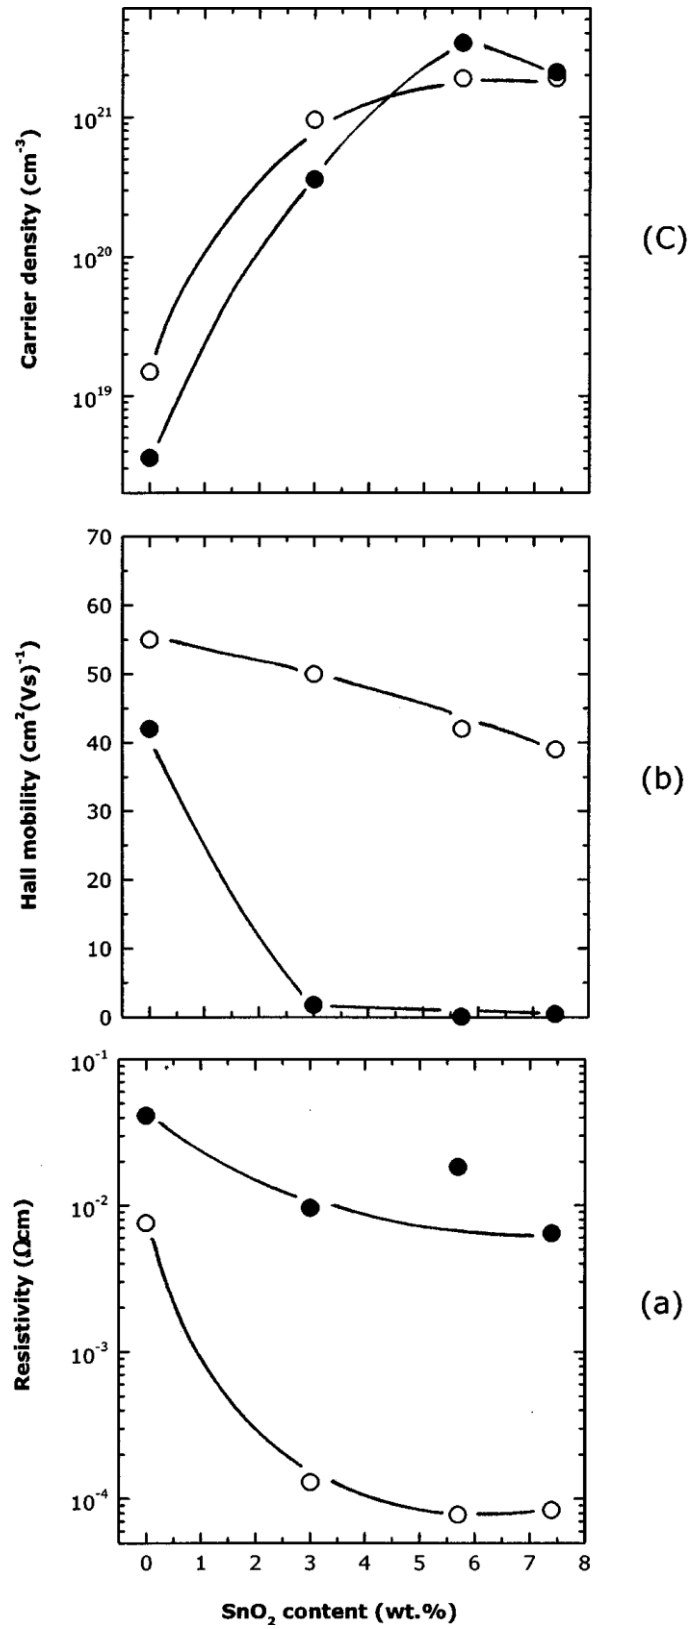 10²¹
10²⁰
10¹⁹
Carrier density (cm⁻³)
(C)
70
60
50
40
30
20
10
0
Hall mobility (cm²(Vs)⁻¹)
(b)
10⁻¹
10⁻²
10⁻³
10⁻⁴
Resistivity (Ωcm)
(a)
0 1 2 3 4 5 6 7 8
SnO₂ content (wt.%)